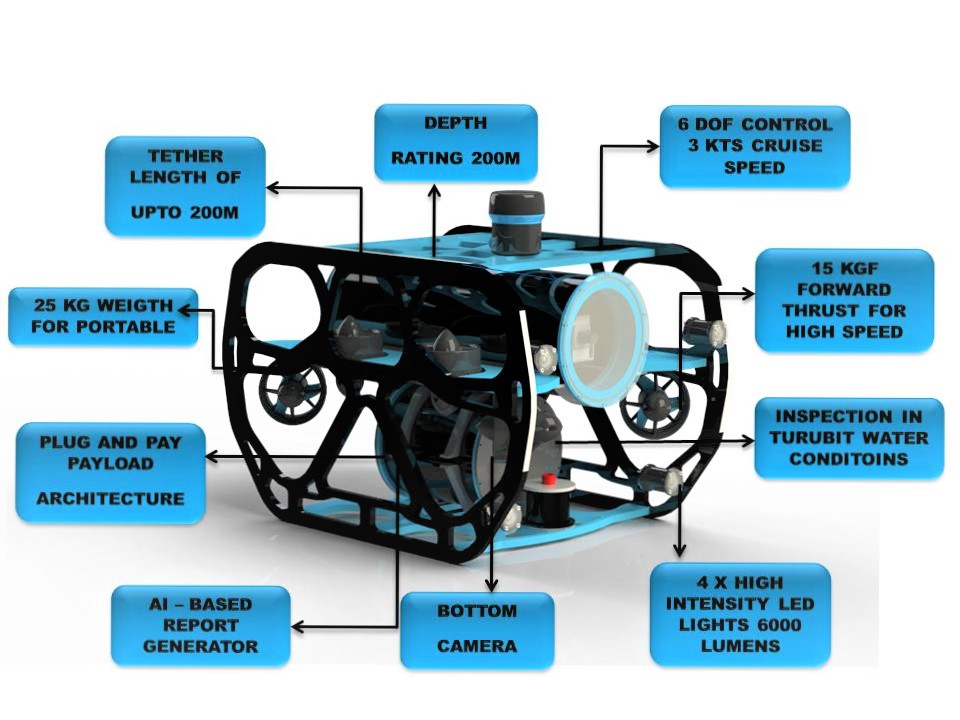 DEPTH
RATING 200M
6 DOF CONTROL
3 KTS CRUISE
SPEED
TETHER
LENGTH OF
UPTO 200M
25 KG WEIGTH
FOR PORTABLE
15 KGF
FORWARD
THRUST FOR
HIGH SPEED
PLUG AND PAY
PAYLOAD
ARCHITECTURE
INSPECTION IN
TURUBIT WATER
CONDITOINS
AI – BASED
REPORT
GENERATOR
BOTTOM
CAMERA
4 X HIGH
INTENSITY LED
LIGHTS 6000
LUMENS